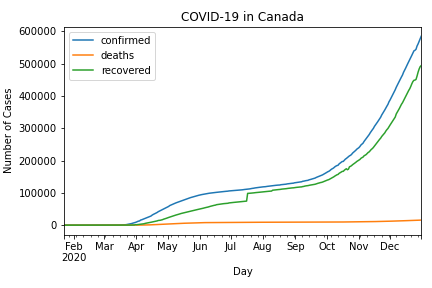 COVID-19 in Canada
confirmed
deaths
recovered
Number of Cases
600000
500000
400000
300000
200000
100000
0
Feb Mar Apr May Jun Jul Aug Sep Oct Nov Dec
2020
Day